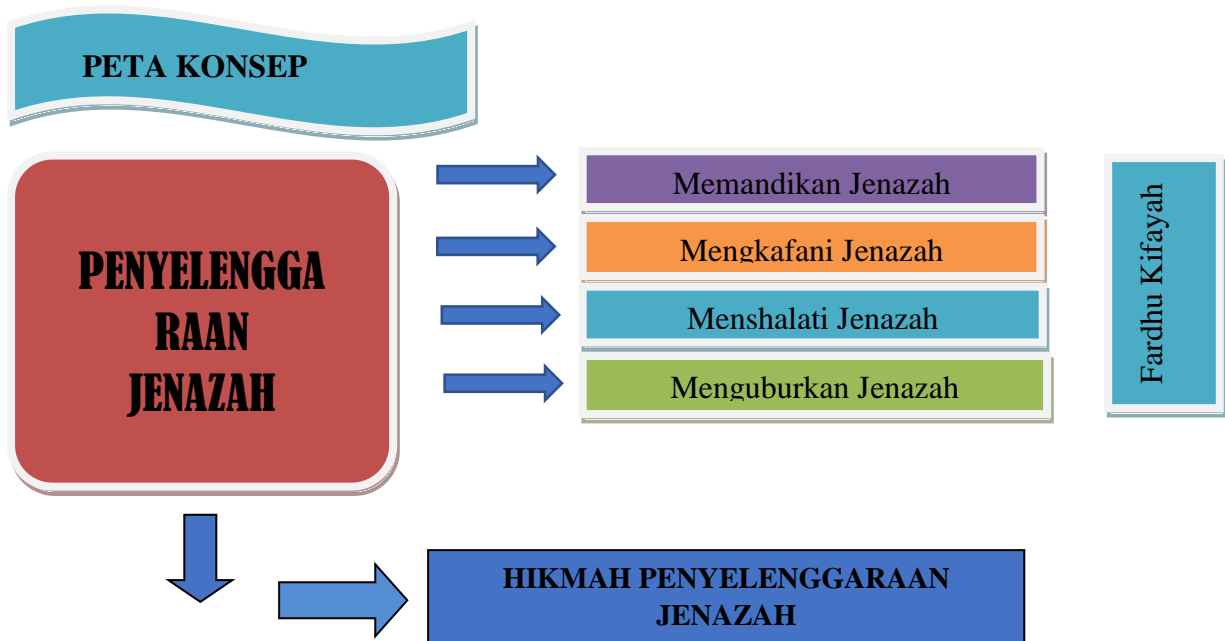 PETA KONSEP
PENYELENGGA
RAAN
JENAZAH
Memandikan Jenazah
Mengkafani Jenazah
Menshalati Jenazah
Menguburkan Jenazah
Fardhu Kifayah
HIKMAH PENYELENGGARAAN
JENAZAH